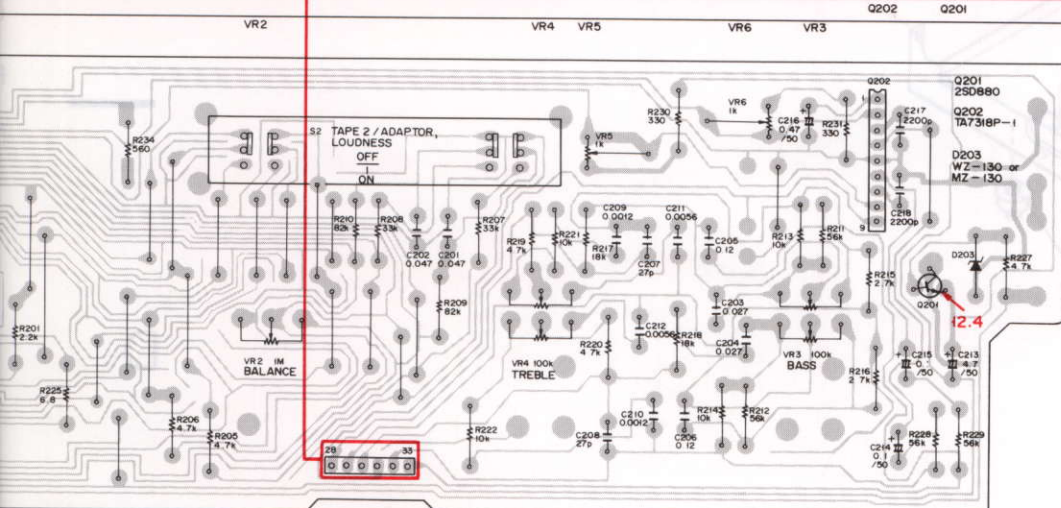 Q202 Q201
VR2 VR4 VR5 VR6 VR3
Q202
Q201
2SD880
Q202
TA7318P-1
D203
WZ-130 or
MZ-130
R234
560
S2 TAPE 2 / ADAPTOR,
LOUDNESS
OFF
ON
VR5
1k
R230
330
VR6
1k
C216
0.47
/50
R231
330
1
9
C217
2200p
C218
2200p
R210
82k
R208
33k
C202
0.047
C201
0.047
R207
33k
R219
4.7k
R221
10k
R217
18k
C209
0.0012
C207
27p
C211
0.0056
C205
0.12
R213
10k
R211
56k
R215
2.7k
D203
R227
4.7k
Q201
12.4
R201
2.2k
R209
82k
VR2 1M
BALANCE
VR4 100k
TREBLE
R220
4.7k
C212
0.0056
R218
18k
C203
0.027
C204
0.027
VR3 100k
BASS
R216
2.7k
C215
0.1
/50
C213
4.7
/50
R225
6.8
R206
4.7k
R205
4.7k
R222
10k
C208
27p
C210
0.0012
C206
0.12
R214
10k
R212
56k
C214
0.1
/50
R228
56k
R229
56k
28 33